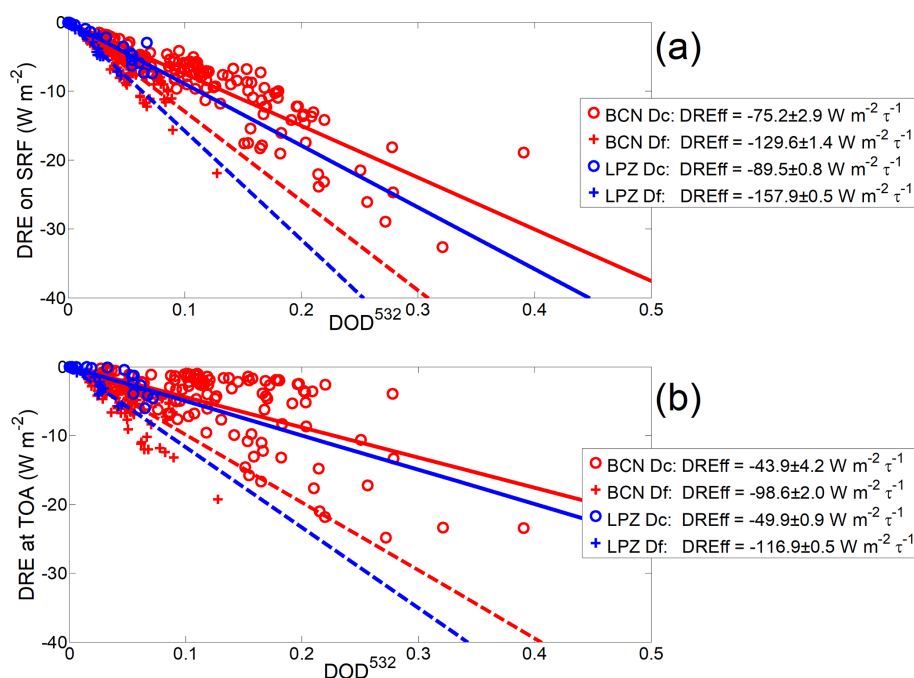 (a)
DRE on SRF (W m⁻²)
0
-10
-20
-30
-40
0 0.1 0.2 0.3 0.4 0.5
DOD⁵³²
BCN Dc: DREff = -75.2±2.9 W m⁻² τ⁻¹
BCN Df: DREff = -129.6±1.4 W m⁻² τ⁻¹
LPZ Dc: DREff = -89.5±0.8 W m⁻² τ⁻¹
LPZ Df: DREff = -157.9±0.5 W m⁻² τ⁻¹
(b)
DRE at TOA (W m⁻²)
0
-10
-20
-30
-40
0 0.1 0.2 0.3 0.4 0.5
DOD⁵³²
BCN Dc: DREff = -43.9±4.2 W m⁻² τ⁻¹
BCN Df: DREff = -98.6±2.0 W m⁻² τ⁻¹
LPZ Dc: DREff = -49.9±0.9 W m⁻² τ⁻¹
LPZ Df: DREff = -116.9±0.5 W m⁻² τ⁻¹